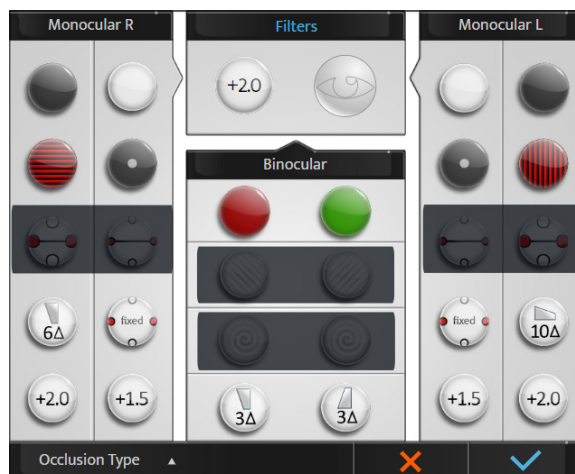 Monocular R
Filters
Monocular L
+2.0
Binocular
6Δ
fixed
fixed
10Δ
+2.0
+1.5
3Δ
3Δ
+1.5
+2.0
Occlusion Type